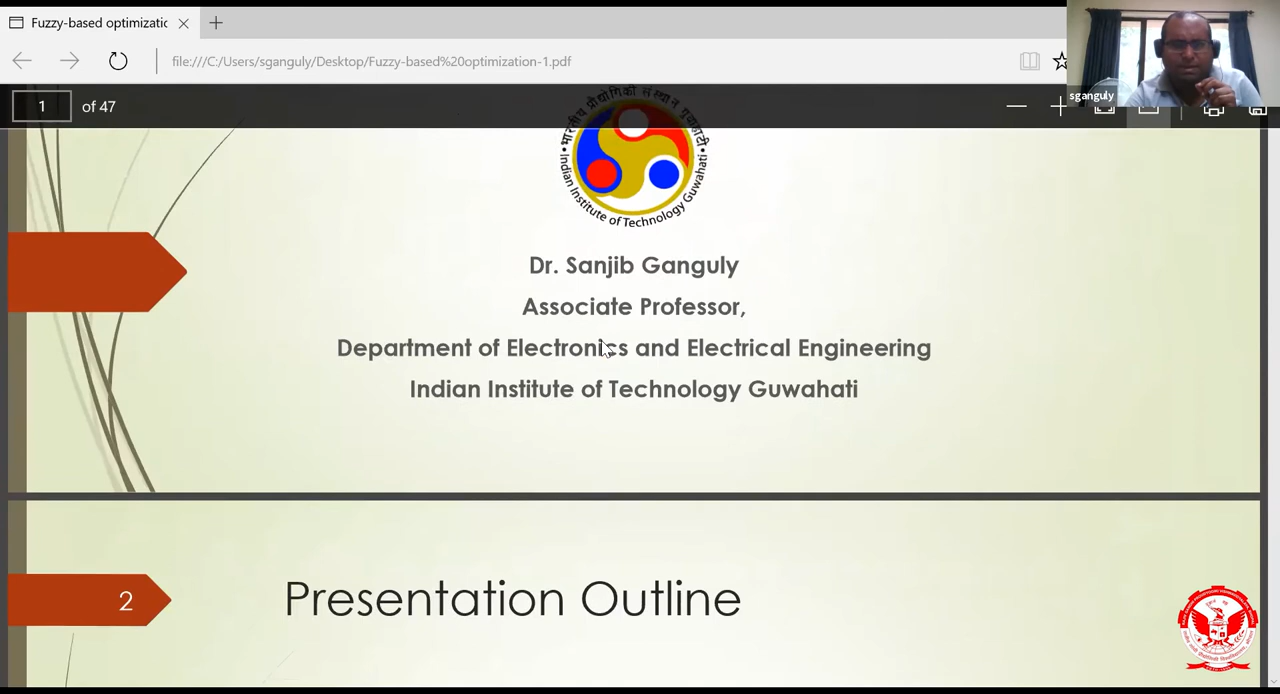 Fuzzy-based optimizatic
file:///C:/Users/sganguly/Desktop/Fuzzy-based%20optimization-1.pdf
sganguly
1 of 47
भारतीय प्रौद्योगिकी संस्थान गुवाहाटी
Indian Institute of Technology Guwahati
Dr. Sanjib Ganguly
Associate Professor,
Department of Electronics and Electrical Engineering
Indian Institute of Technology Guwahati
2
Presentation Outline